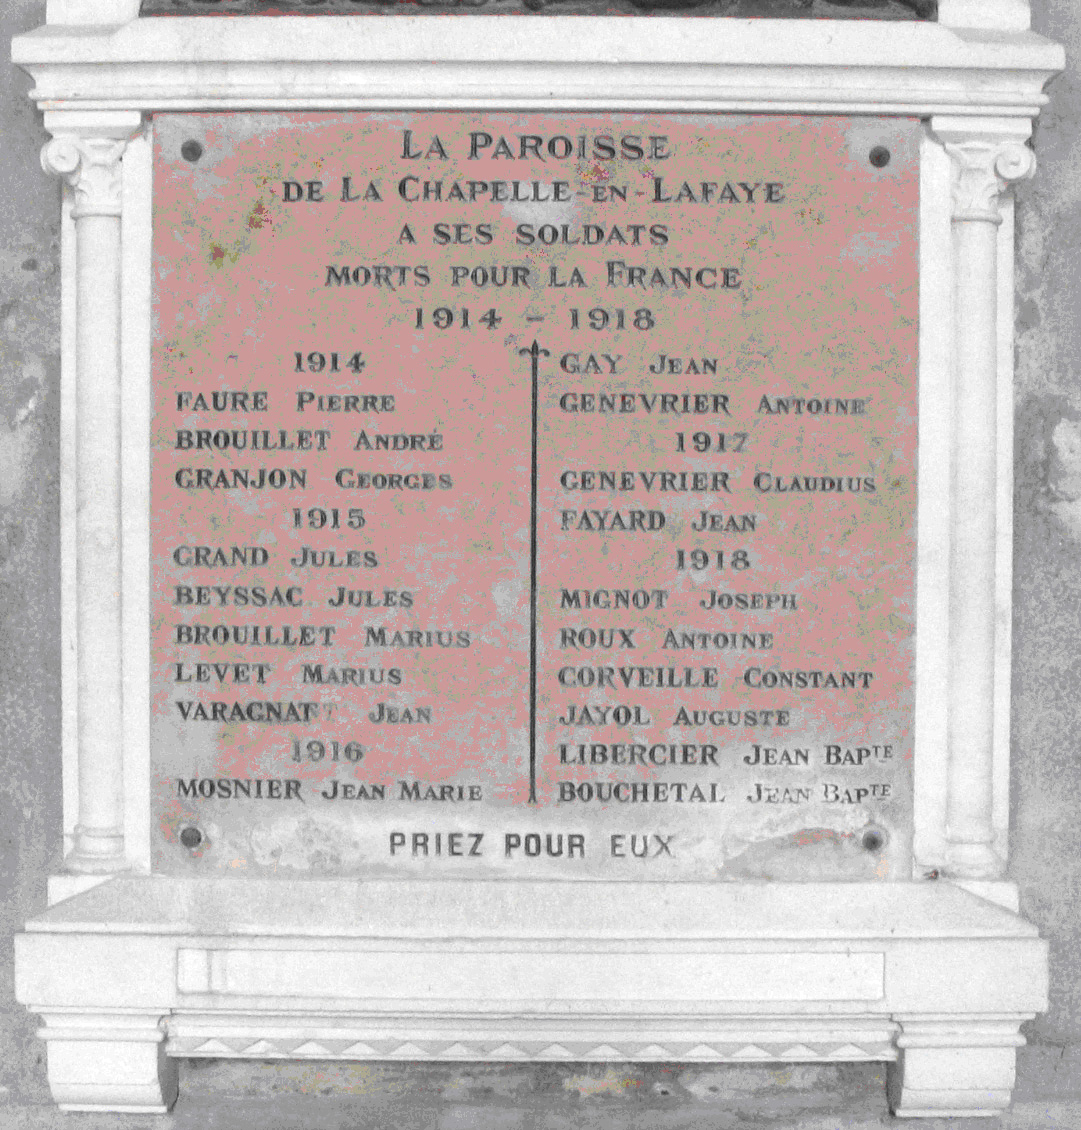 LA PAROISSE
DE LA CHAPELLE-EN-LAFAYE
A SES SOLDATS
MORTS POUR LA FRANCE
1914 - 1918
1914
FAURE PIERRE
BROUILLET ANDRÉ
GRANJON GEORGES
1915
GRAND JULES
BEYSSAC JULES
BROUILLET MARIUS
LEVET MARIUS
VARAGNAT JEAN
1916
MOSNIER JEAN MARIE
GAY JEAN
GENEVRIER ANTOINE
1917
GENEVRIER CLAUDIUS
FAYARD JEAN
1918
MIGNOT JOSEPH
ROUX ANTOINE
CORVEILLE CONSTANT
JAYOL AUGUSTE
LIBERCIER JEAN BAPTE
BOUCHETAL JEAN BAPTE
PRIEZ POUR EUX